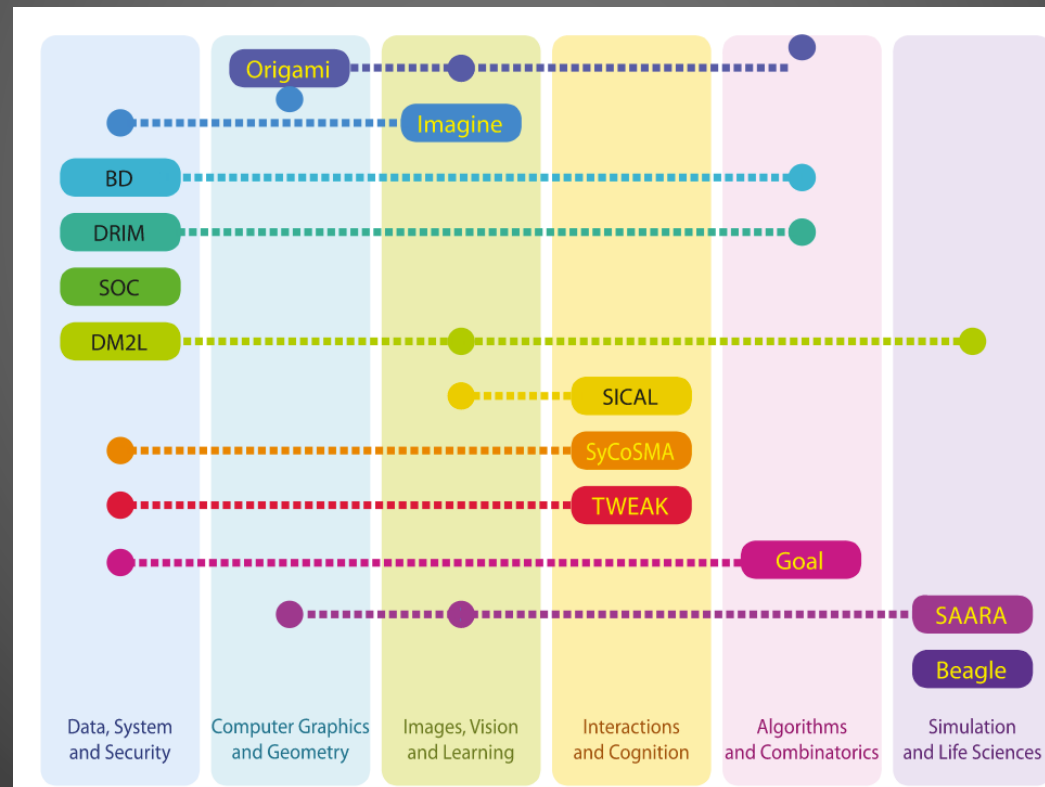 Origami
Imagine
BD
DRIM
SOC
DM2L
SICAL
SyCoSMA
TWEAK
Goal
SAARA
Beagle
Data, System
and Security
Computer Graphics
and Geometry
Images, Vision
and Learning
Interactions
and Cognition
Algorithms
and Combinatorics
Simulation
and Life Sciences